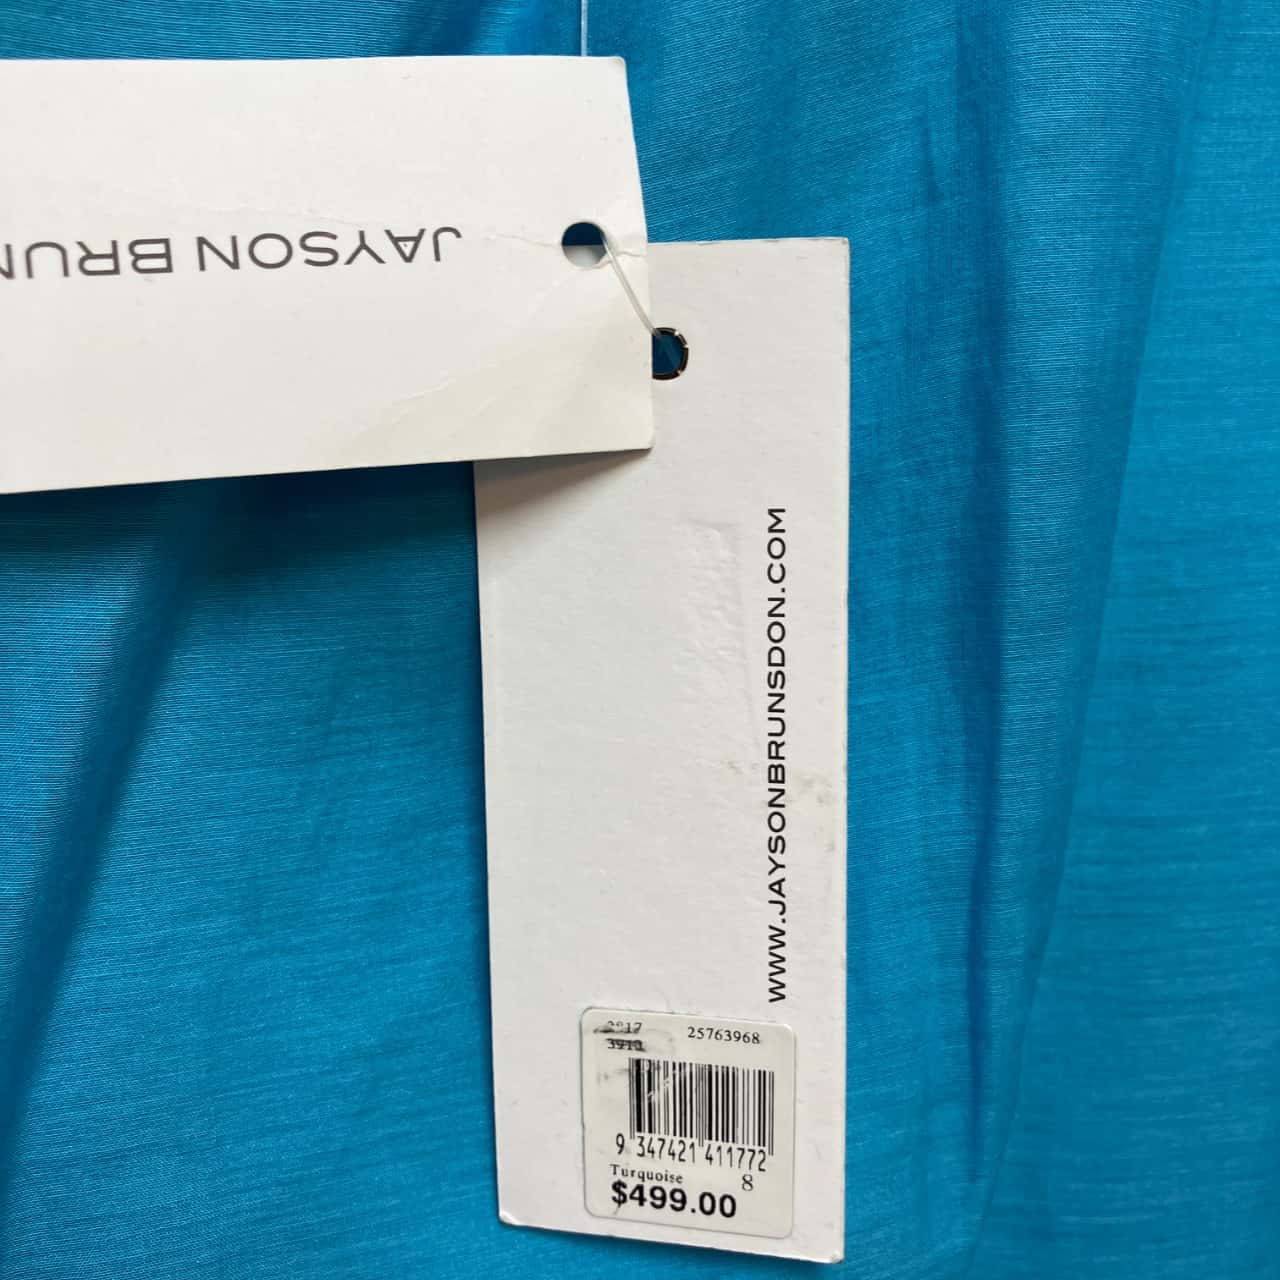 JAYSON BRUN
WWW.JAYSONBRUNSDON.COM
25763968
9 347421 411772
Turquoise 8
$499.00